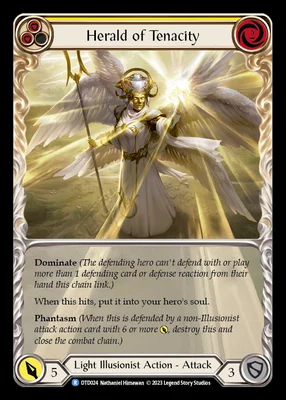 Herald of Tenacity
Dominate (The defending hero can't defend with or play
more than 1 defending card or defense reaction from their
hand this chain link.)
When this hits, put it into your hero's soul.
Phantasm (When this is defended by a non-Illusionist
attack action card with 6 or more , destroy this and
close the combat chain.)
5
Light Illusionist Action - Attack
3
R DTD024 Nathaniel Himawan © 2023 Legend Story Studios